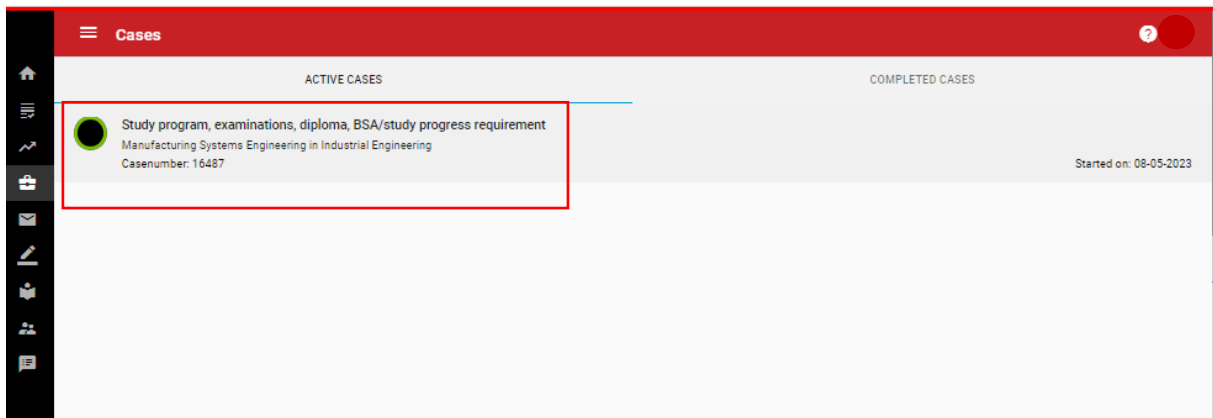 Cases
?
ACTIVE CASES
COMPLETED CASES
Study program, examinations, diploma, BSA/study progress requirement
Manufacturing Systems Engineering in Industrial Engineering
Casenumber: 16487
Started on: 08-05-2023